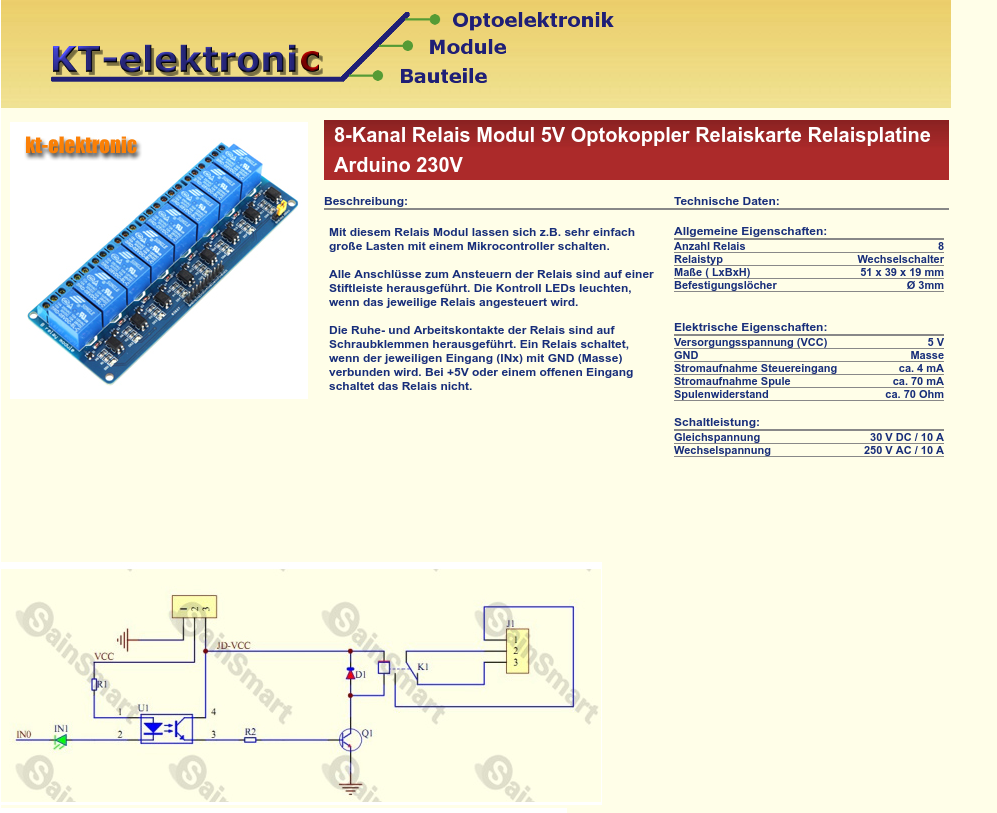 KT-elektronic
Optoelektronik
Module
Bauteile
kt-elektronic
8-Kanal Relais Modul 5V Optokoppler Relaiskarte Relaisplatine
Arduino 230V
Beschreibung:
Mit diesem Relais Modul lassen sich z.B. sehr einfach
große Lasten mit einem Mikrocontroller schalten.
Alle Anschlüsse zum Ansteuern der Relais sind auf einer
Stiftleiste herausgeführt. Die Kontroll LEDs leuchten,
wenn das jeweilige Relais angesteuert wird.
Die Ruhe- und Arbeitskontakte der Relais sind auf
Schraubklemmen herausgeführt. Ein Relais schaltet,
wenn der jeweiligen Eingang (INx) mit GND (Masse)
verbunden wird. Bei +5V oder einem offenen Eingang
schaltet das Relais nicht.
Technische Daten:
Allgemeine Eigenschaften:
Anzahl Relais 8
Relaistyp Wechselschalter
Maße ( LxBxH) 51 x 39 x 19 mm
Befestigungslöcher Ø 3mm
Elektrische Eigenschaften:
Versorgungsspannung (VCC) 5 V
GND Masse
Stromaufnahme Steuereingang ca. 4 mA
Stromaufnahme Spule ca. 70 mA
Spulenwiderstand ca. 70 Ohm
Schaltleistung:
Gleichspannung 30 V DC / 10 A
Wechselspannung 250 V AC / 10 A
1 2 3
JD-VCC
VCC
R1
U1
1 4
2 3
IN0
IN1
R2
Q1
D1
K1
J1
1
2
3
SainSmart
SainSmart
SainSmart
SainSmart